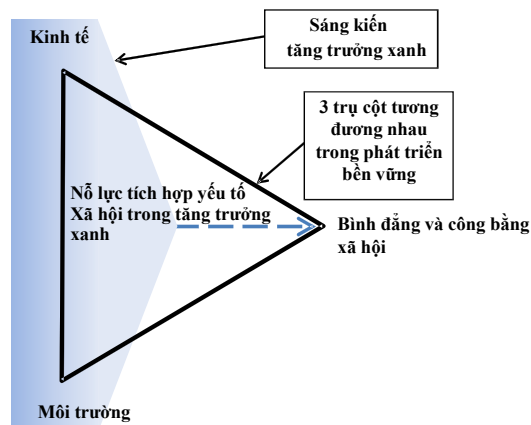 Kinh tế
Sáng kiến
tăng trưởng xanh
3 trụ cột tương
đương nhau
trong phát triển
bền vững
Nỗ lực tích hợp yếu tố
Xã hội trong tăng trưởng
xanh
Bình đẳng và công bằng
xã hội
Môi trường